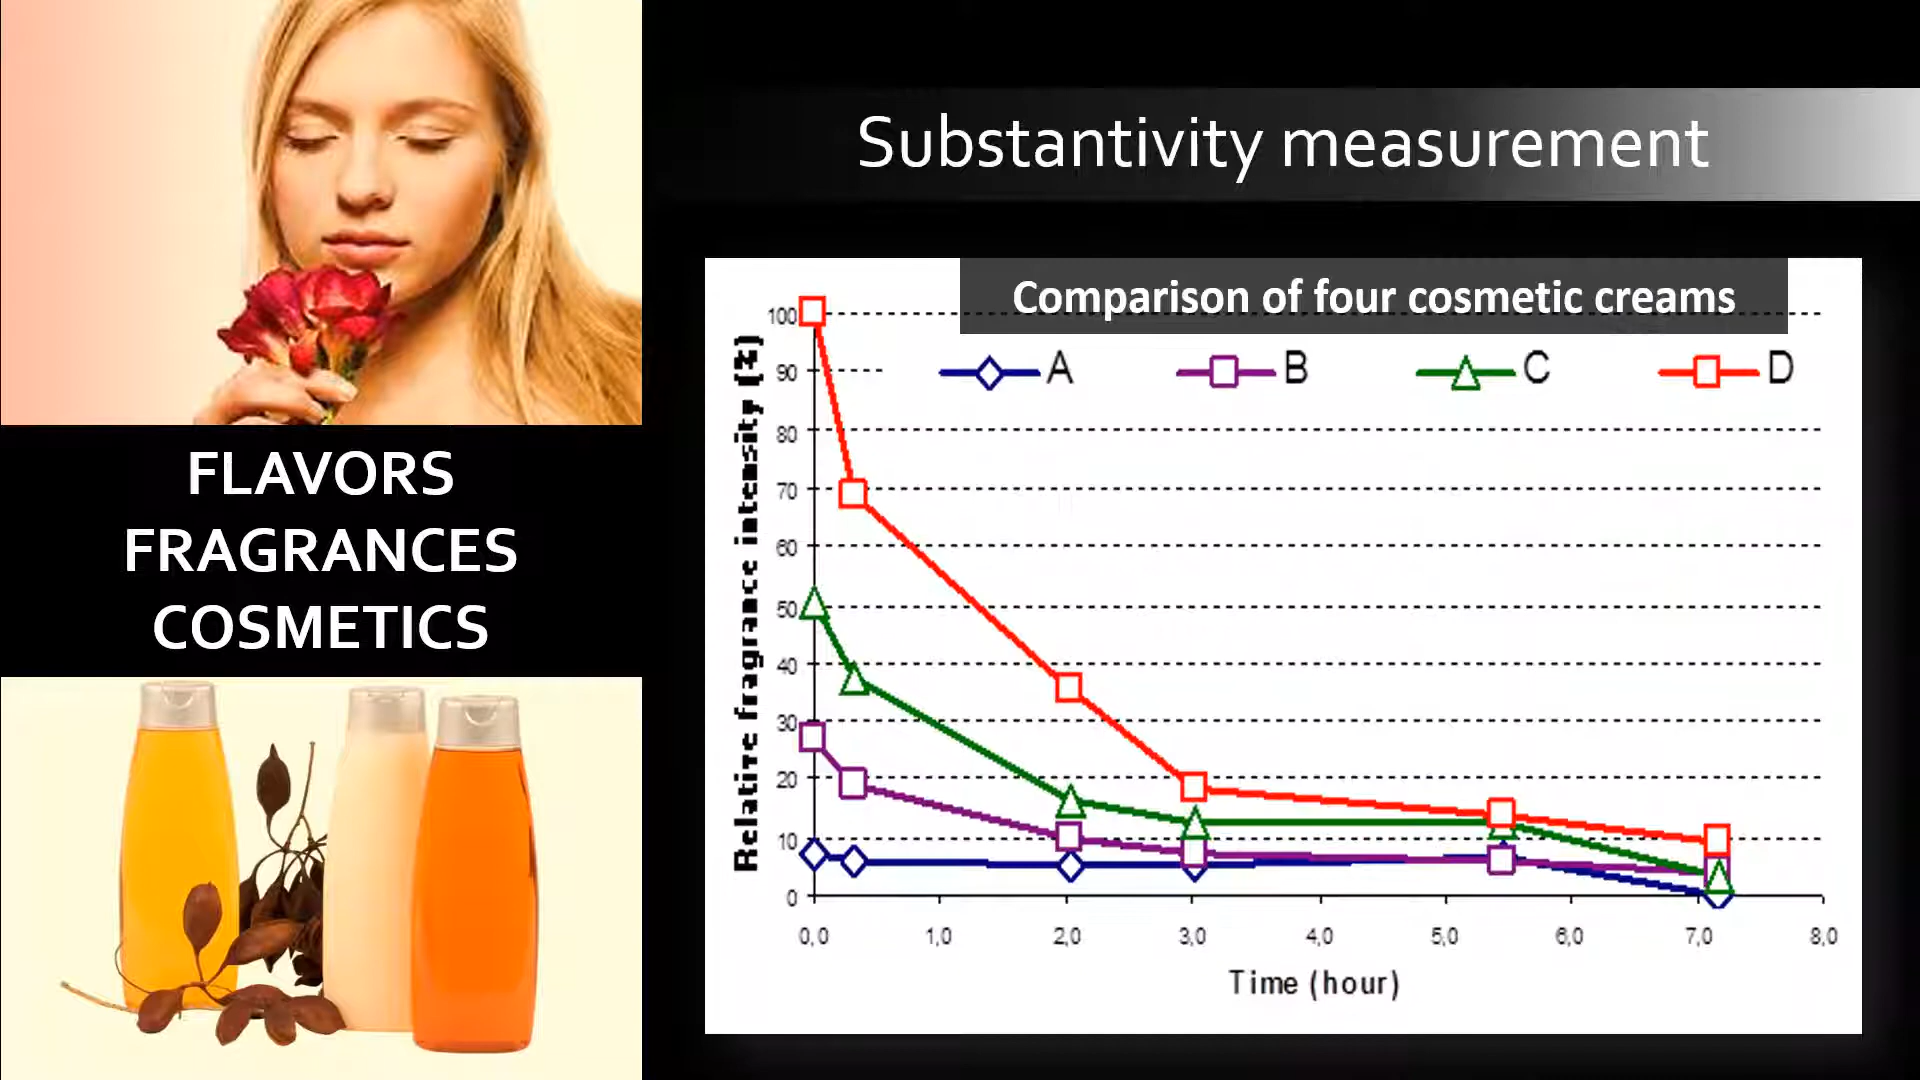 Substantivity measurement
FLAVORS
FRAGRANCES
COSMETICS
Comparison of four cosmetic creams
A B C D
Relative fragrance intensity (%)
100
90
80
70
60
50
40
30
20
10
0
0,0 1,0 2,0 3,0 4,0 5,0 6,0 7,0 8,0
Time (hour)